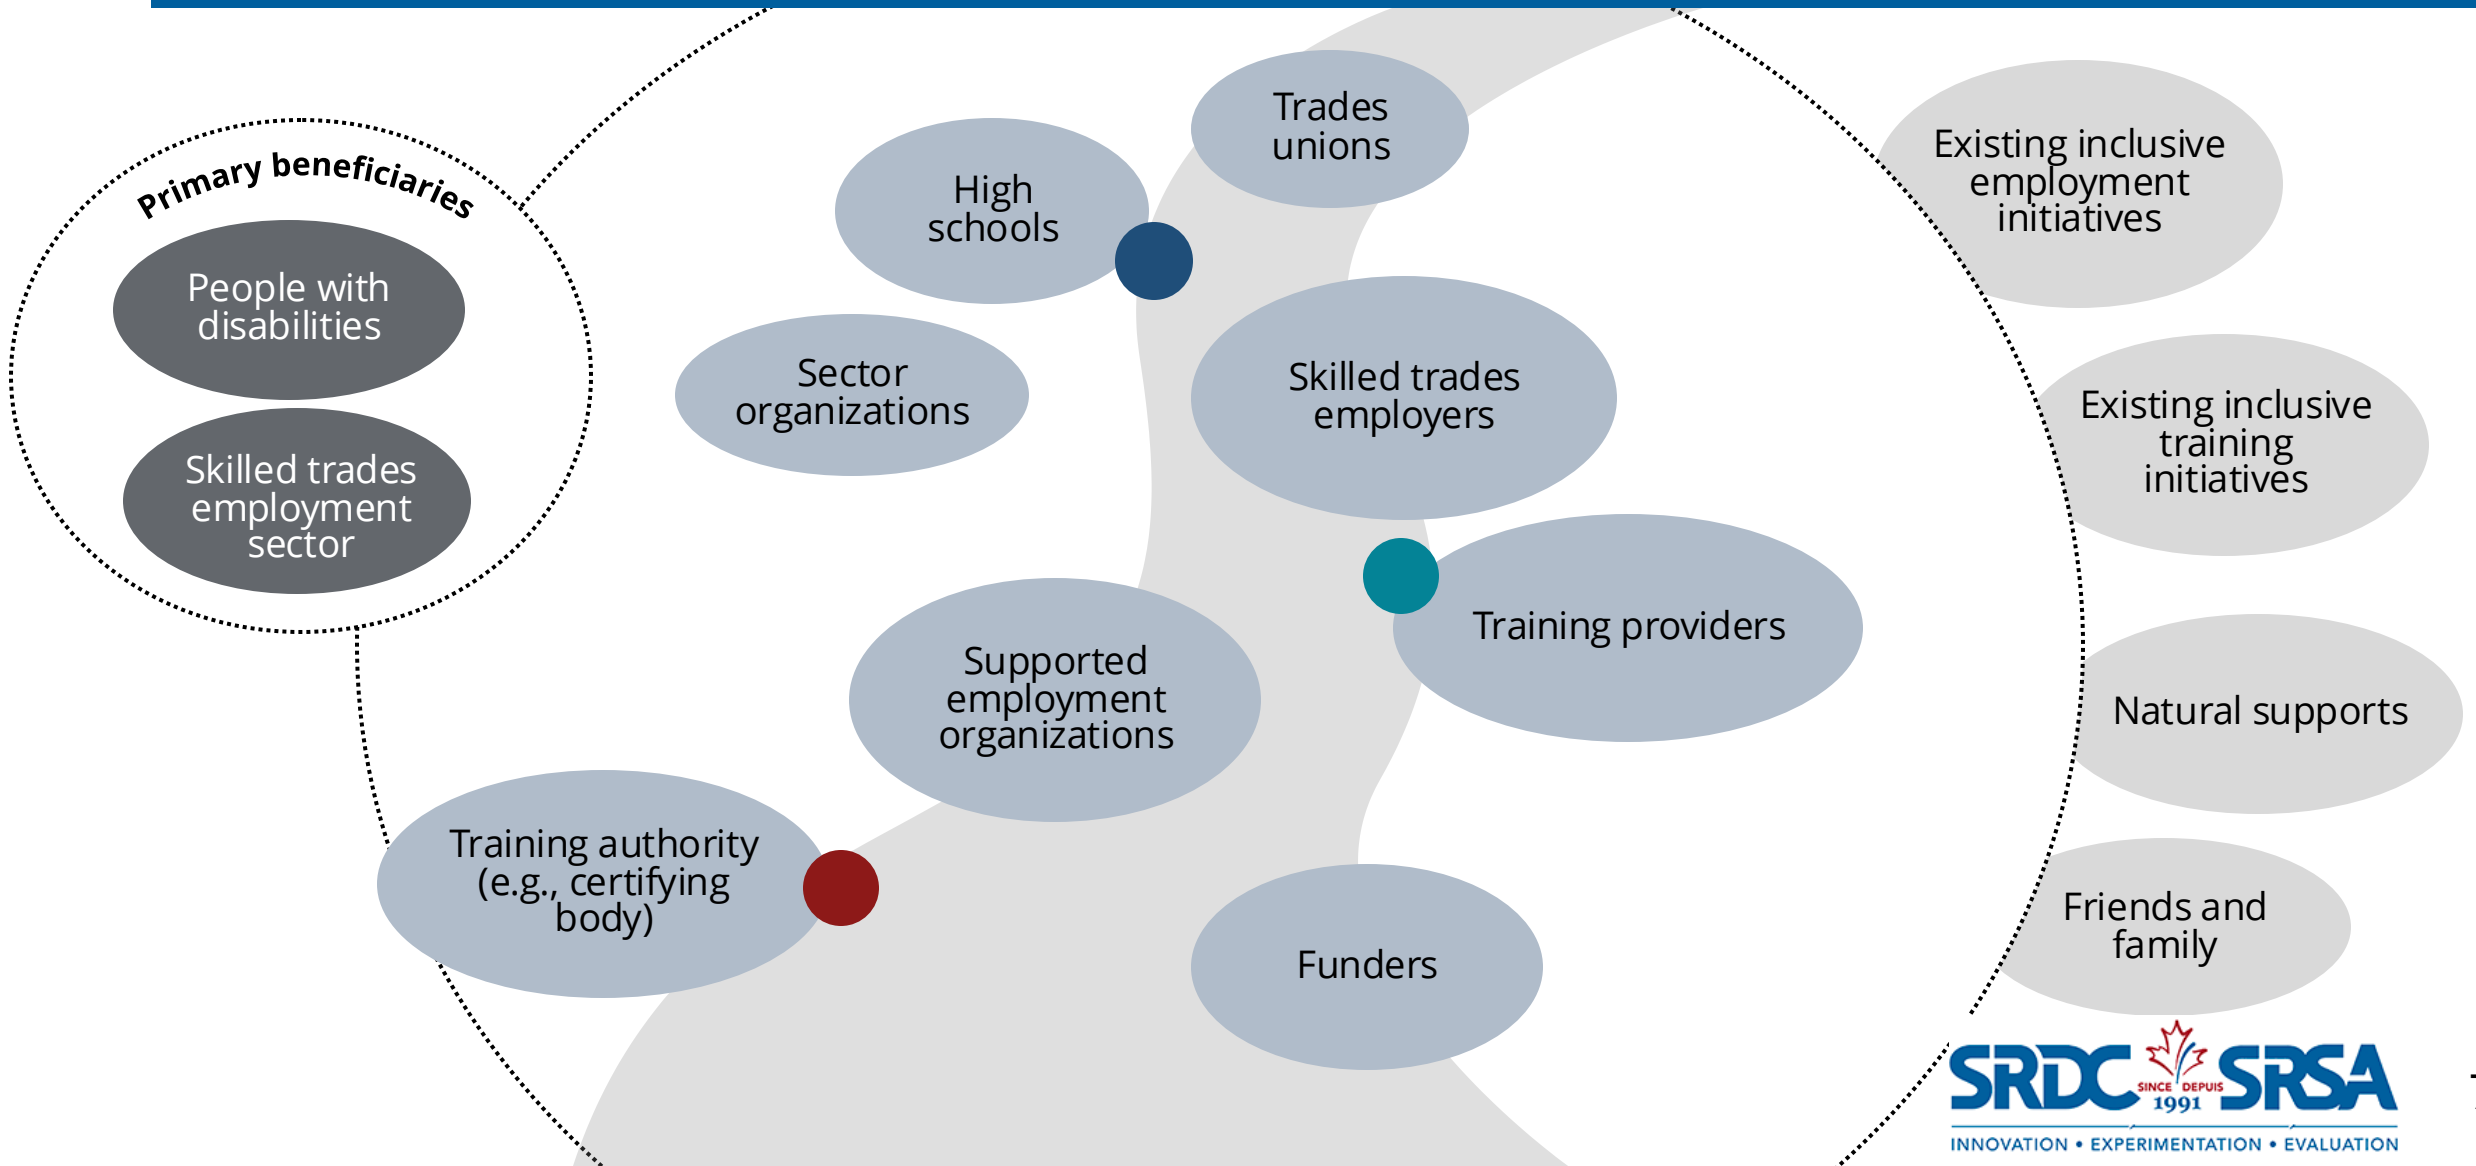 Primary beneficiaries
People with
disabilities
Skilled trades
employment
sector
Trades
unions
High
schools
Sector
organizations
Skilled trades
employers
Training providers
Supported
employment
organizations
Training authority
(e.g., certifying
body)
Funders
Existing inclusive
employment
initiatives
Existing inclusive
training
initiatives
Natural supports
Friends and
family
SRDC SRSA
SINCE DEPUIS
1991
INNOVATION • EXPERIMENTATION • EVALUATION